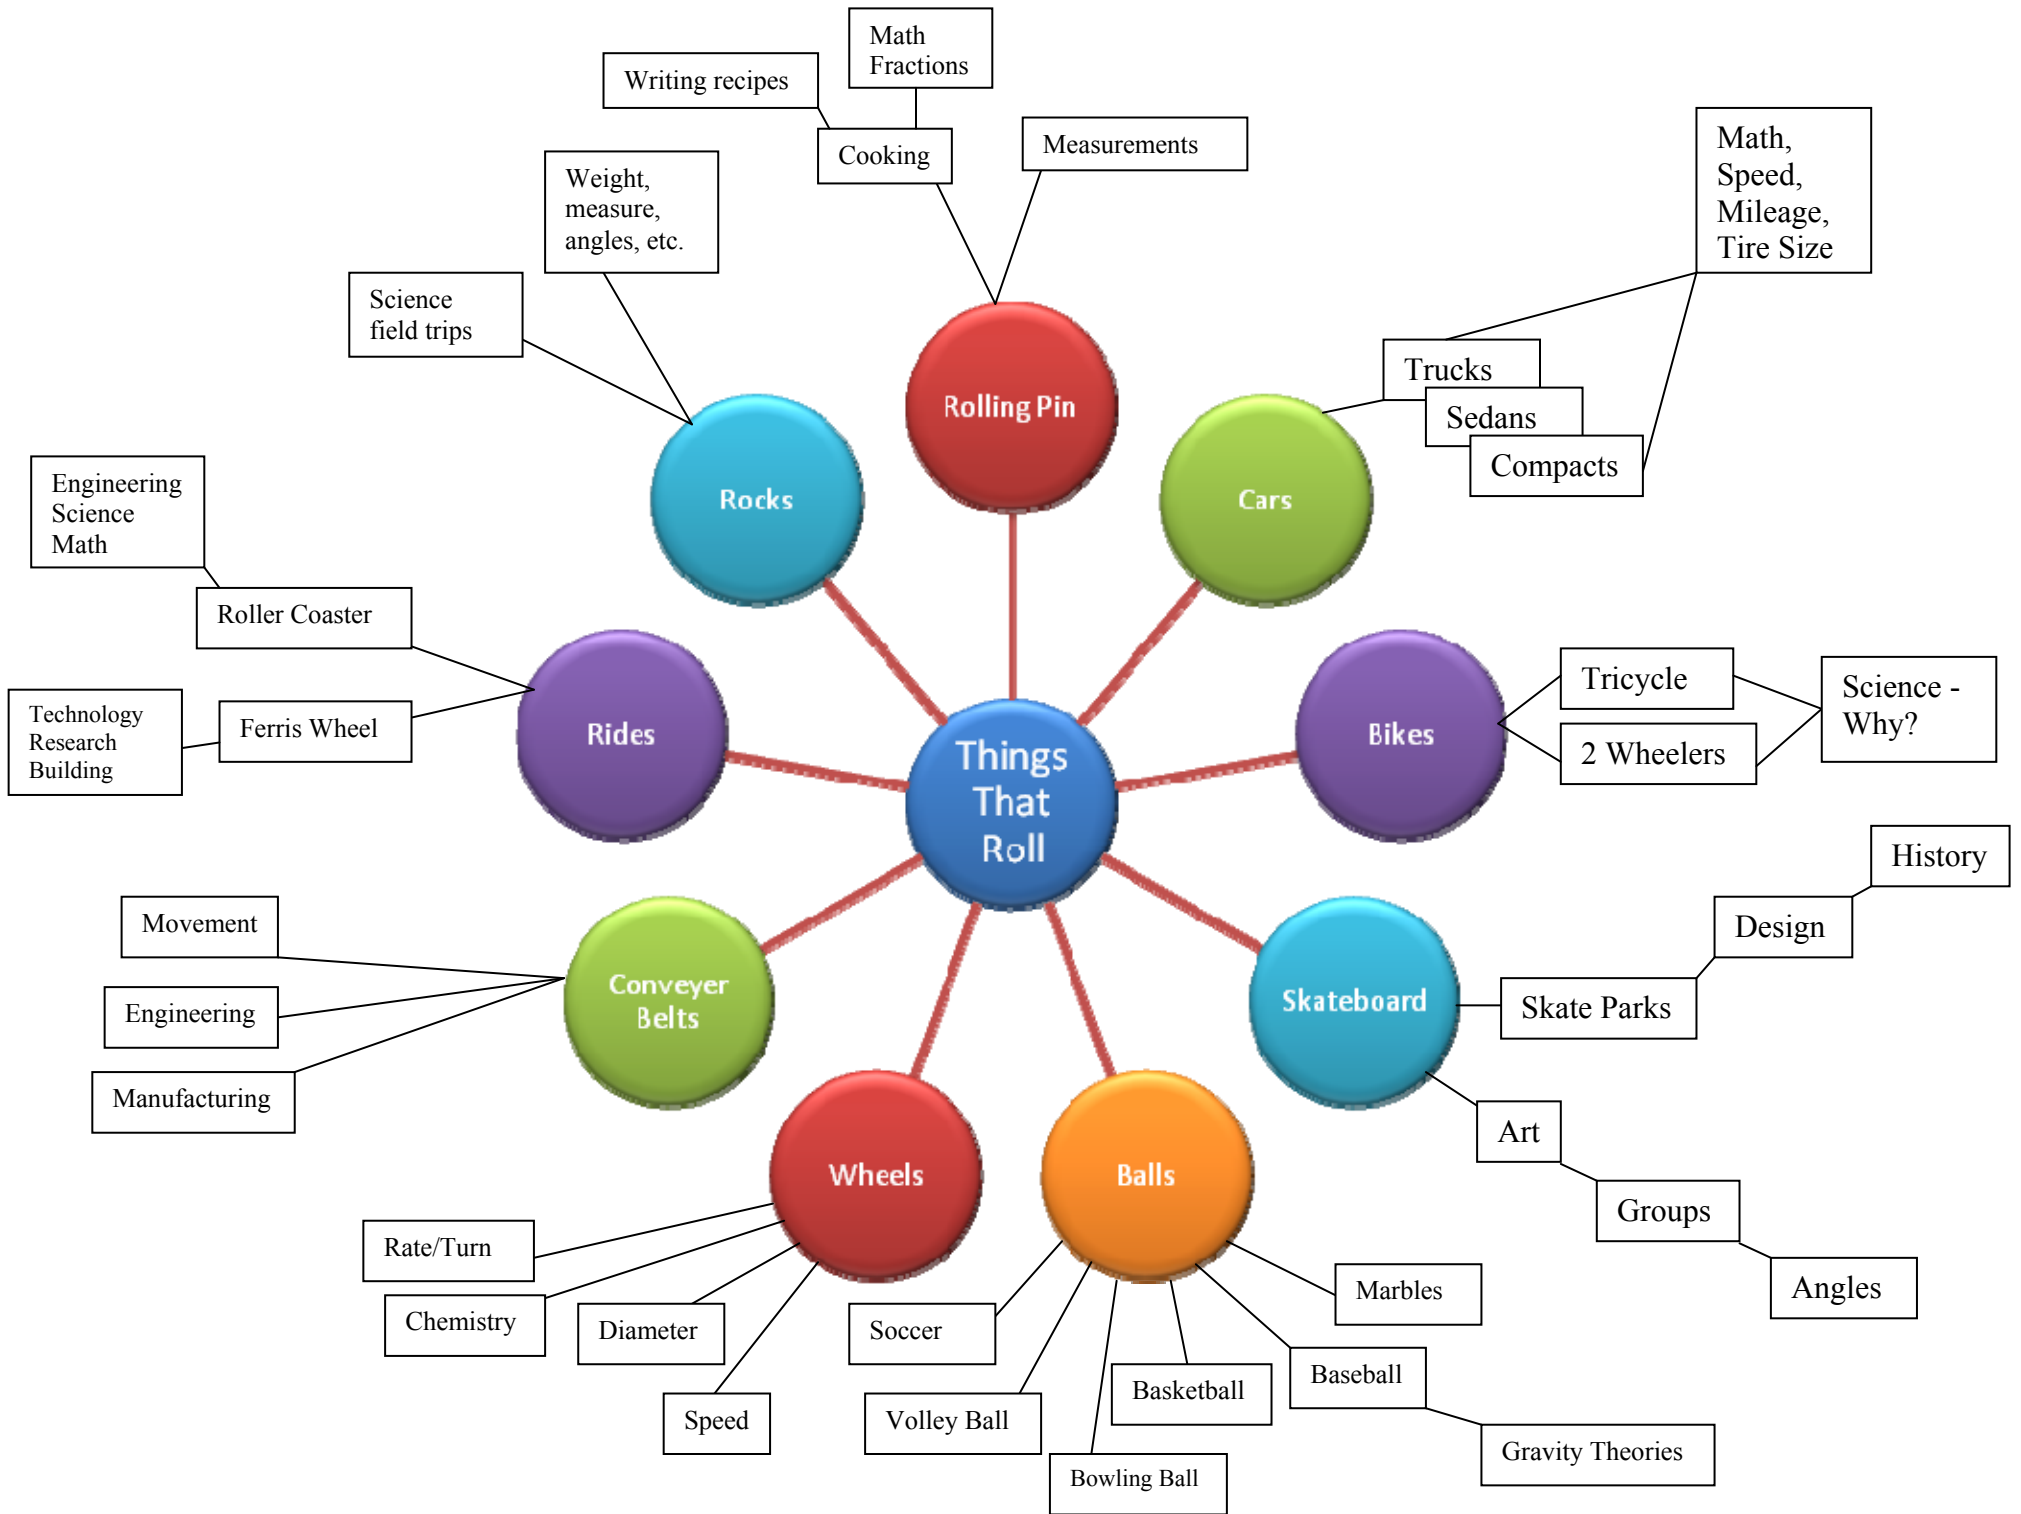 Math
Fractions
Writing recipes
Cooking
Measurements
Math,
Speed,
Mileage,
Tire Size
Weight,
measure,
angles, etc.
Science
field trips
Rolling Pin
Trucks
Sedans
Compacts
Rocks
Cars
Engineering
Science
Math
Roller Coaster
Technology
Research
Building
Ferris Wheel
Rides
Things
That
Roll
Bikes
Tricycle
2 Wheelers
Science -
Why?
History
Design
Skate Parks
Skateboard
Movement
Engineering
Manufacturing
Conveyer
Belts
Art
Groups
Angles
Wheels
Balls
Rate/Turn
Chemistry
Diameter
Speed
Soccer
Volley Ball
Bowling Ball
Basketball
Baseball
Marbles
Gravity Theories